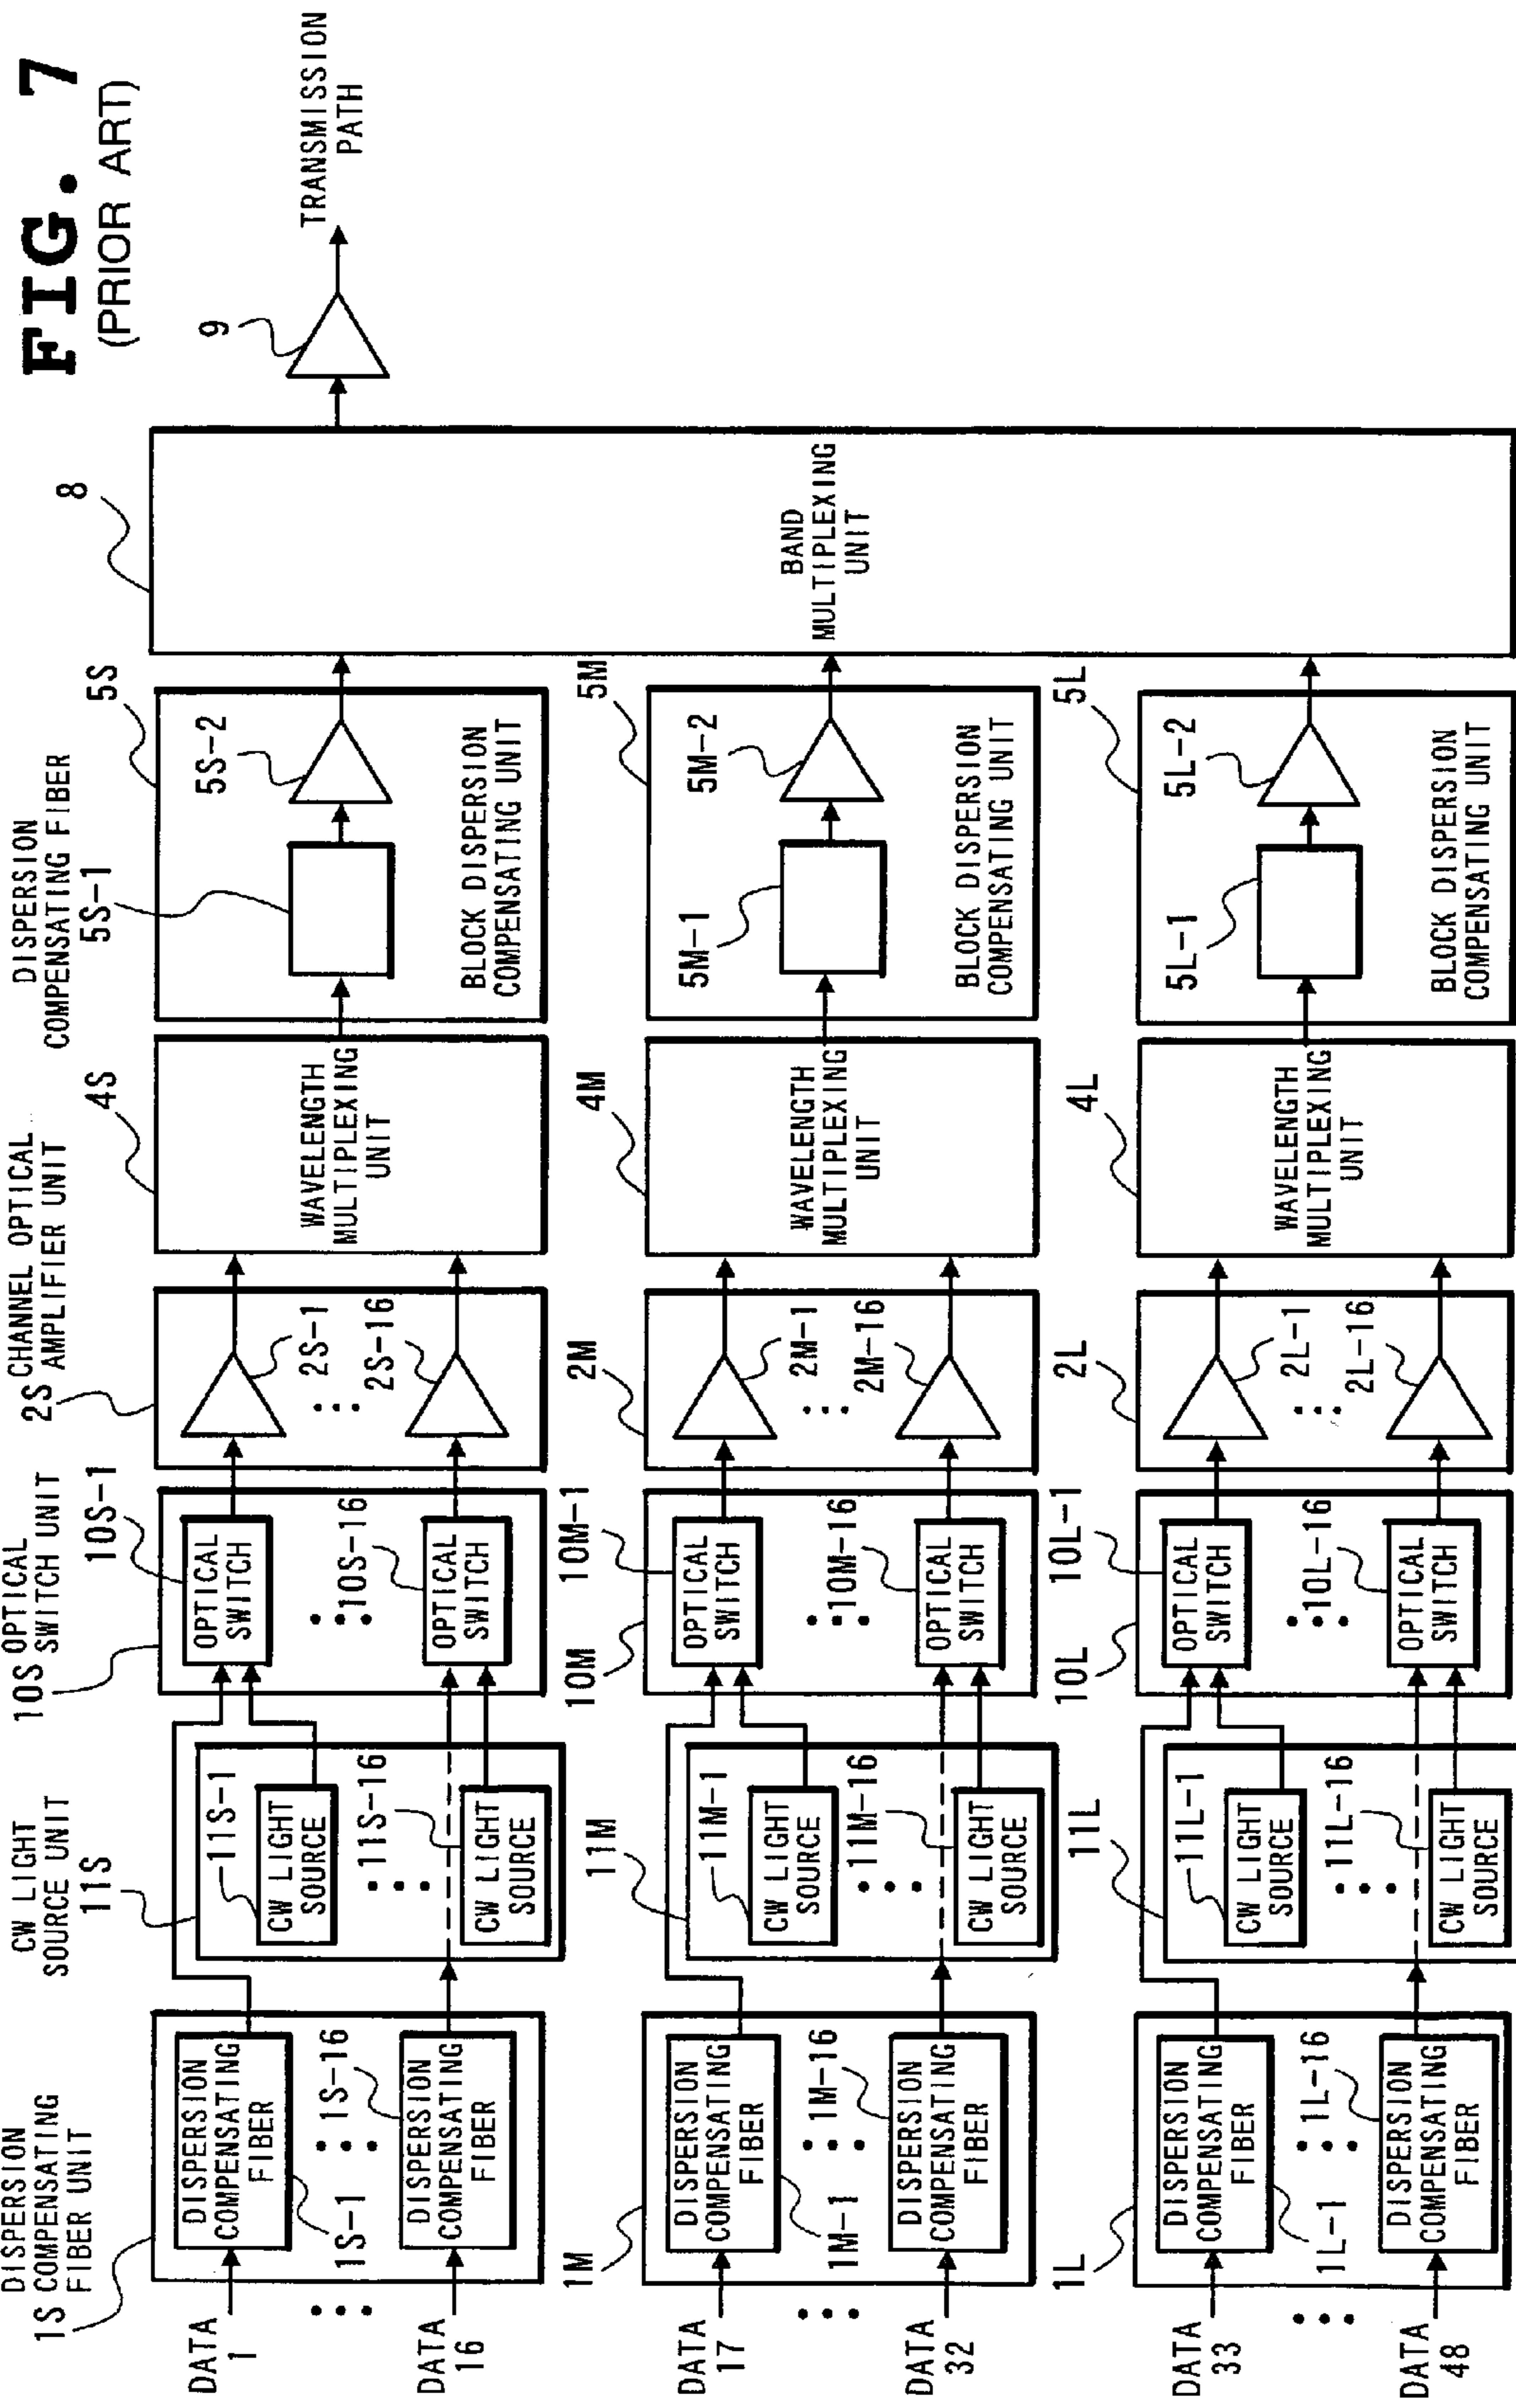 FIG. 7
(PRIOR ART)
DISPERSION
COMPENSATING
FIBER UNIT
1S
CW LIGHT
SOURCE UNIT
11S
OPTICAL
SWITCH UNIT
10S
10S-1
CHANNEL OPTICAL
AMPLIFIER UNIT
2S
4S
DISPERSION
COMPENSATING FIBER
5S-1
5S
8
9
TRANSMISSION
PATH
DATA
1
DISPERSION
COMPENSATING
FIBER
1S-1
1S-16
DATA
16
DISPERSION
COMPENSATING
FIBER
11S-1
CW LIGHT
SOURCE
11S-16
CW LIGHT
SOURCE
OPTICAL
SWITCH
10S-16
OPTICAL
SWITCH
2S-1
2S-16
WAVELENGTH
MULTIPLEXING
UNIT
5S-2
BLOCK DISPERSION
COMPENSATING UNIT
BAND
MULTIPLEXING
UNIT
1M
DATA
17
DISPERSION
COMPENSATING
FIBER
1M-1
1M-16
DATA
32
DISPERSION
COMPENSATING
FIBER
11M
11M-1
CW LIGHT
SOURCE
11M-16
CW LIGHT
SOURCE
10M
10M-1
OPTICAL
SWITCH
10M-16
OPTICAL
SWITCH
2M
2M-1
2M-16
4M
WAVELENGTH
MULTIPLEXING
UNIT
5M
5M-1
5M-2
BLOCK DISPERSION
COMPENSATING UNIT
1L
DATA
33
DISPERSION
COMPENSATING
FIBER
1L-1
1L-16
DATA
48
DISPERSION
COMPENSATING
FIBER
11L
11L-1
CW LIGHT
SOURCE
11L-16
CW LIGHT
SOURCE
10L
10L-1
OPTICAL
SWITCH
10L-16
OPTICAL
SWITCH
2L
2L-1
2L-16
4L
WAVELENGTH
MULTIPLEXING
UNIT
5L
5L-1
5L-2
BLOCK DISPERSION
COMPENSATING UNIT